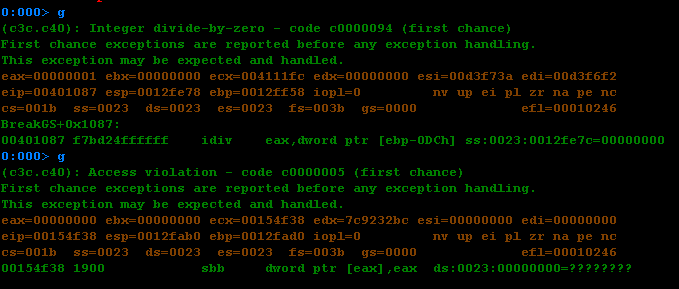 0:000> g
(c3c.c40): Integer divide-by-zero - code c0000094 (first chance)
First chance exceptions are reported before any exception handling.
This exception may be expected and handled.
eax=00000001 ebx=00000000 ecx=004111fc edx=00000000 esi=00d3f73a edi=00d3f6f2
eip=00401087 esp=0012fe78 ebp=0012ff58 iopl=0 nv up ei pl zr na pe nc
cs=001b ss=0023 ds=0023 es=0023 fs=003b gs=0000 efl=00010246
BreakGS+0x1087:
00401087 f7bd24ffffff idiv eax,dword ptr [ebp-0DCh] ss:0023:0012fe7c=00000000
0:000> g
(c3c.c40): Access violation - code c0000005 (first chance)
First chance exceptions are reported before any exception handling.
This exception may be expected and handled.
eax=00000000 ebx=00000000 ecx=00154f38 edx=7c9232bc esi=00000000 edi=00000000
eip=00154f38 esp=0012fab0 ebp=0012fad0 iopl=0 nv up ei pl zr na pe nc
cs=001b ss=0023 ds=0023 es=0023 fs=003b gs=0000 efl=00010246
00154f38 1900 sbb dword ptr [eax],eax ds:0023:00000000=????????